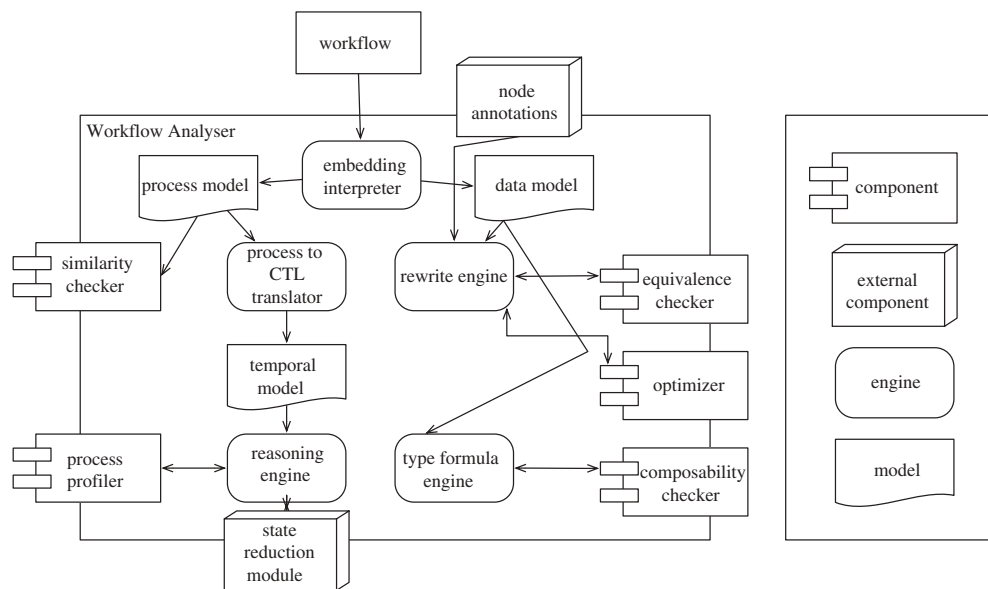 workflow
node
annotations
Workflow Analyser
embedding
interpreter
process model
data model
component
similarity
checker
process to
CTL
translator
rewrite engine
equivalence
checker
external
component
temporal
model
optimizer
engine
process
profiler
reasoning
engine
type formula
engine
composability
checker
model
state
reduction
module